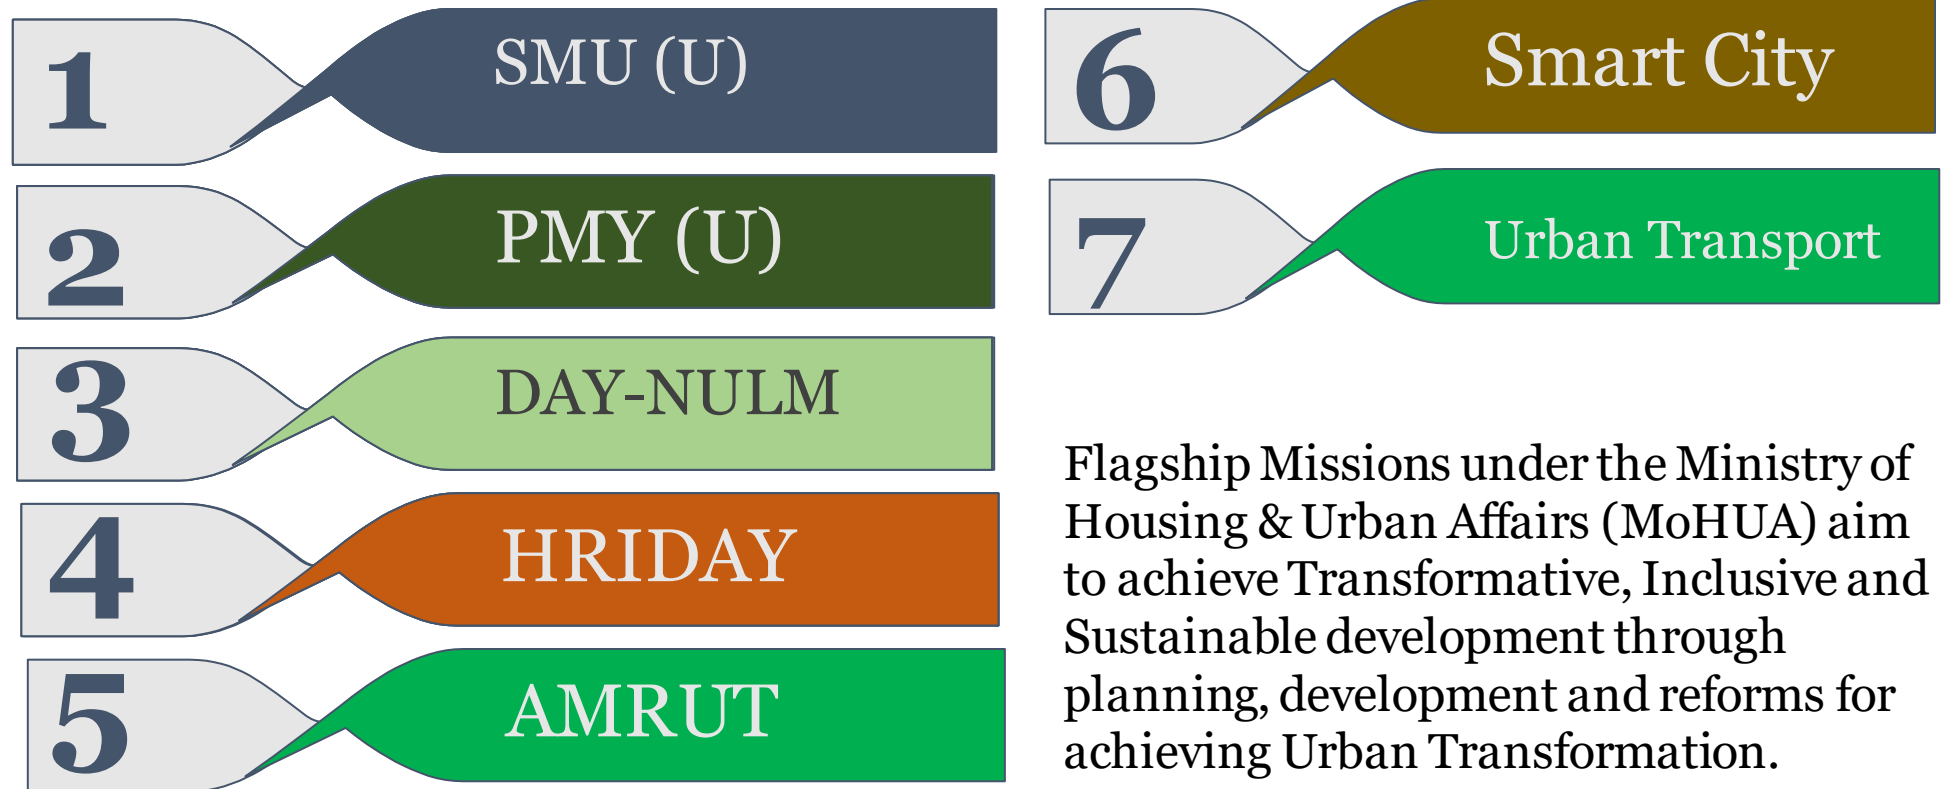 1
SMU (U)
2
PMY (U)
3
DAY-NULM
4
HRIDAY
5
AMRUT
6
Smart City
7
Urban Transport
Flagship Missions under the Ministry of
Housing & Urban Affairs (MoHUA) aim
to achieve Transformative, Inclusive and
Sustainable development through
planning, development and reforms for
achieving Urban Transformation.